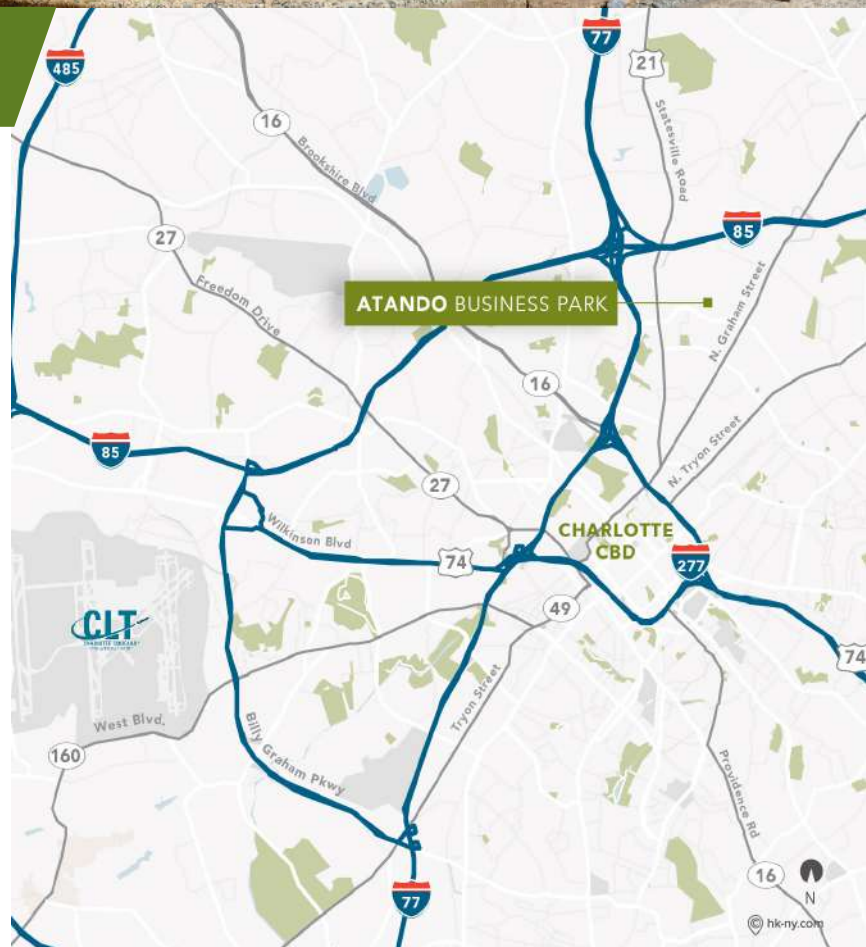 77
485
21
16
Statesville Road
Brookshire Blvd
27
85
Freedom Drive
ATANDO BUSINESS PARK
N. Graham Street
16
85
N. Tryon Street
27
CHARLOTTE
CBD
Wilkinson Blvd
74
277
49
CLT
74
Tryon Street
West Blvd.
Billy Graham Pkwy
160
Providence Rd
16
77
N
© hk-ny.com